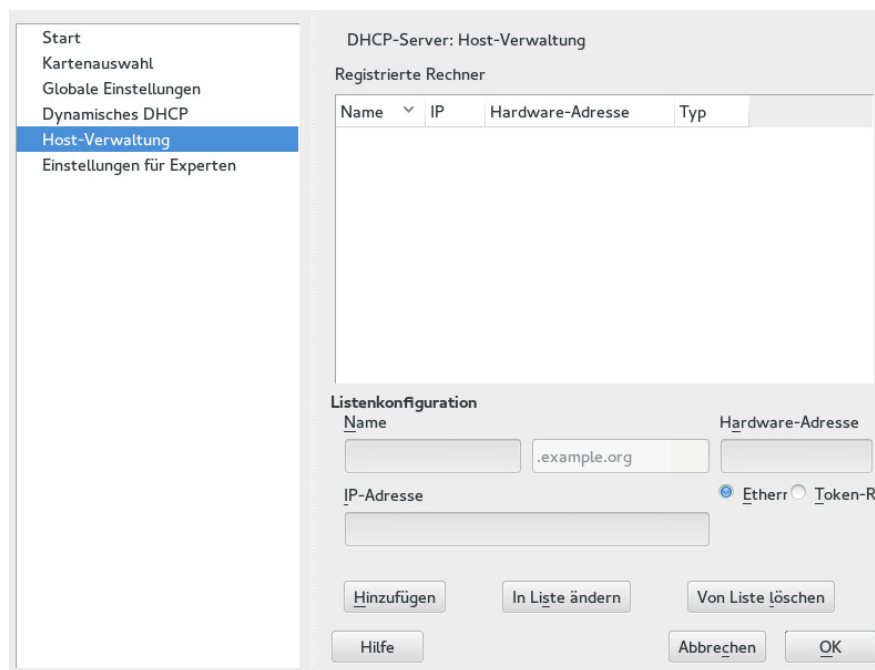 Start
Kartenauswahl
Globale Einstellungen
Dynamisches DHCP
Host-Verwaltung
Einstellungen für Experten
DHCP-Server: Host-Verwaltung
Registrierte Rechner
Name IP Hardware-Adresse Typ
Listenkonfiguration
Name Hardware-Adresse
.example.org
IP-Adresse Etherr Token-R
Hinzufügen In Liste ändern Von Liste löschen
Hilfe Abbrechen OK